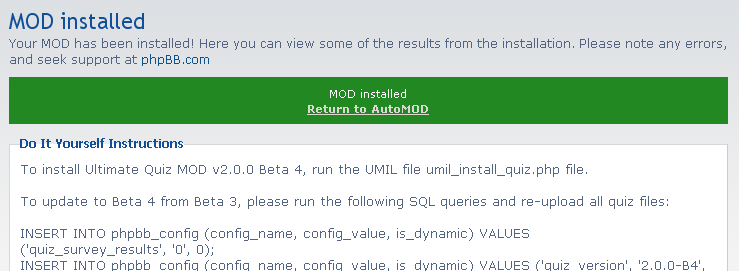 MOD installed
Your MOD has been installed! Here you can view some of the results from the installation. Please note any errors,
and seek support at phpBB.com
MOD installed
Return to AutoMOD
Do It Yourself Instructions
To install Ultimate Quiz MOD v2.0.0 Beta 4, run the UMIL file umil_install_quiz.php file.
To update to Beta 4 from Beta 3, please run the following SQL queries and re-upload all quiz files:
INSERT INTO phpbb_config (config_name, config_value, is_dynamic) VALUES
('quiz_survey_results', '0', 0);
INSERT INTO phpbb_config (config_name, config_value, is_dynamic) VALUES ('quiz_version', '2.0.0-B4',